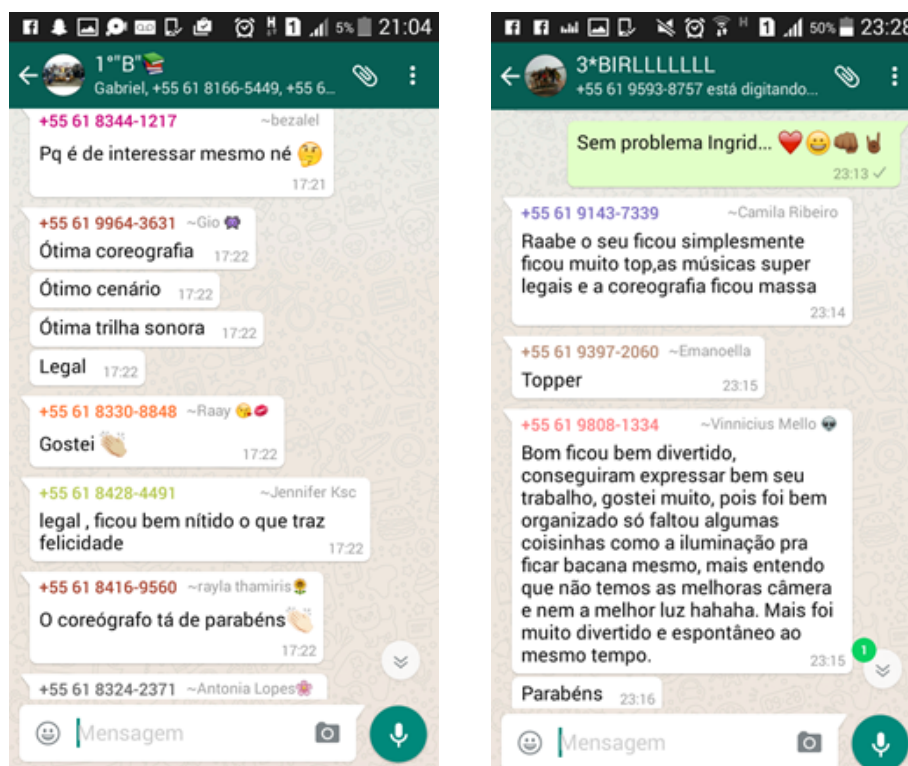 5% 21:04
1°"B"📚
Gabriel, +55 61 8166-5449, +55 6...
+55 61 8344-1217 ~bezalel
Pq é de interessar mesmo né 🤔
17:21
+55 61 9964-3631 ~Gio 👾
Ótima coreografia 17:22
Ótimo cenário 17:22
Ótima trilha sonora 17:22
Legal 17:22
+55 61 8330-8848 ~Raay 😘💋
Gostei 👏🏻
17:22
+55 61 8428-4491 ~Jennifer Ksc
legal , ficou bem nítido o que traz
felicidade 17:22
+55 61 8416-9560 ~rayla thamiris🌻
O coreógrafo tá de parabéns👏🏻
17:22
+55 61 8324-2371 ~Antonia Lopes🌸
Mensagem
50% 23:28
3*BIRLLLLLLL
+55 61 9593-8757 está digitando...
Sem problema Ingrid... ❤️😀👊🏾🤘🏾
23:13
+55 61 9143-7339 ~Camila Ribeiro
Raabe o seu ficou simplesmente
ficou muito top,as músicas super
legais e a coreografia ficou massa
23:14
+55 61 9397-2060 ~Emanoella
Topper 23:15
+55 61 9808-1334 ~Vinnicius Mello 👽
Bom ficou bem divertido,
conseguiram expressar bem seu
trabalho, gostei muito, pois foi bem
organizado só faltou algumas
coisinhas como a iluminação pra
ficar bacana mesmo, mais entendo
que não temos as melhoras câmera
e nem a melhor luz hahaha. Mais foi
muito divertido e espontâneo ao
mesmo tempo. 23:15
1
Parabéns 23:16
Mensagem